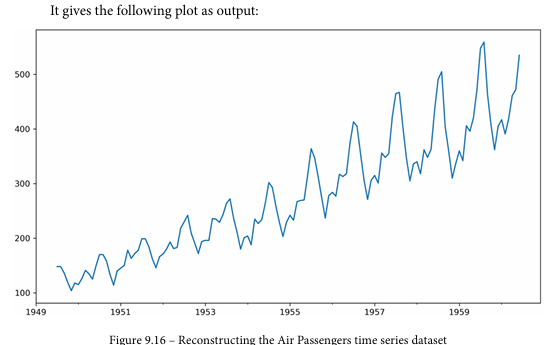 It gives the following plot as output:
500
400
300
200
100
1949 1951 1953 1955 1957 1959
Figure 9.16 – Reconstructing the Air Passengers time series dataset